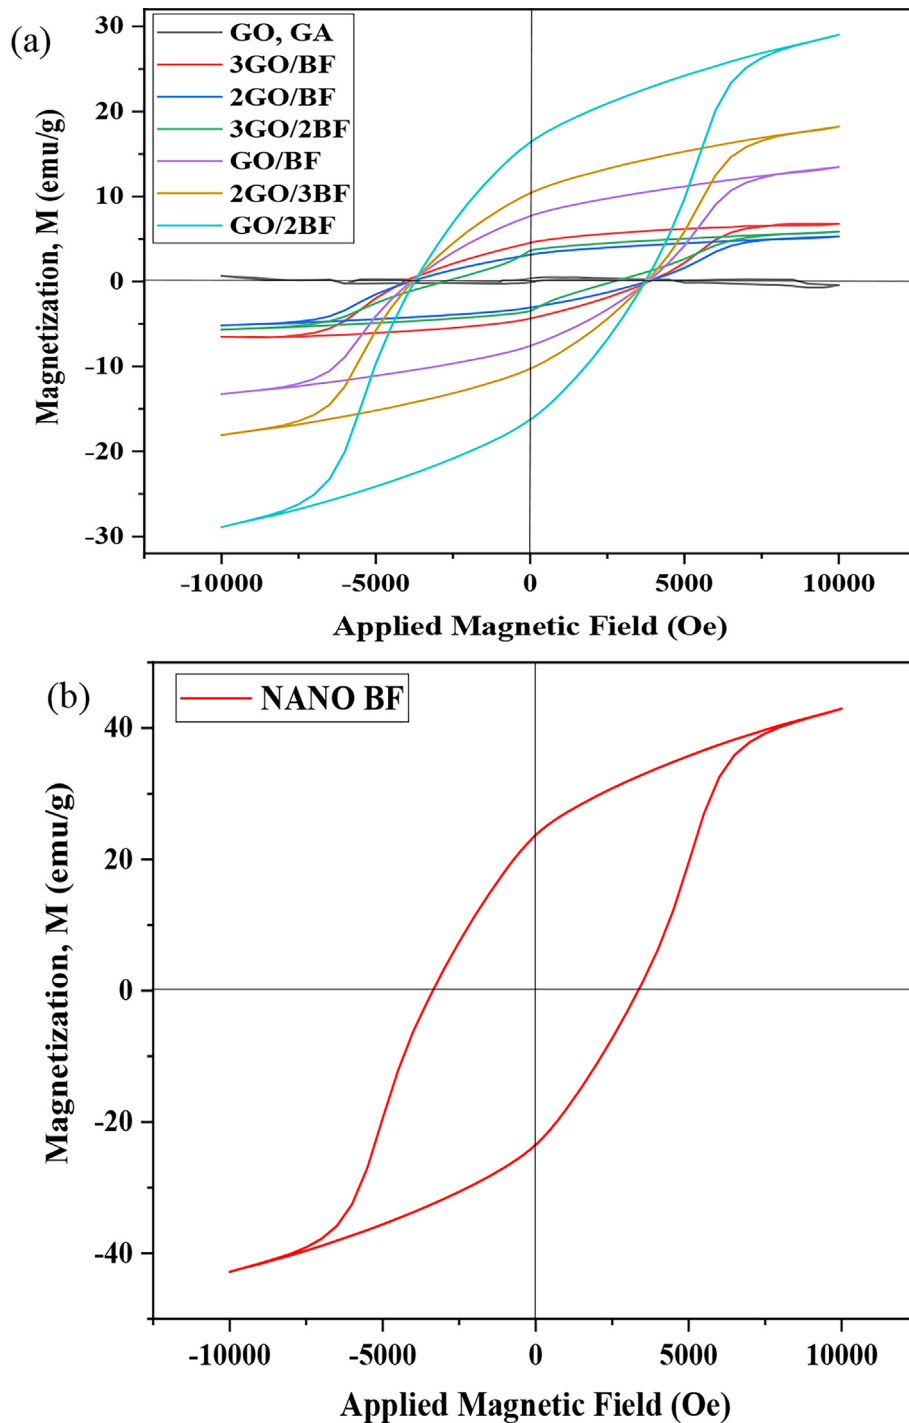 (a)
GO, GA
3GO/BF
2GO/BF
3GO/2BF
GO/BF
2GO/3BF
GO/2BF
Magnetization, M (emu/g)
30
20
10
0
-10
-20
-30
-10000 -5000 0 5000 10000
Applied Magnetic Field (Oe)
(b)
NANO BF
Magnetization, M (emu/g)
40
20
0
-20
-40
-10000 -5000 0 5000 10000
Applied Magnetic Field (Oe)